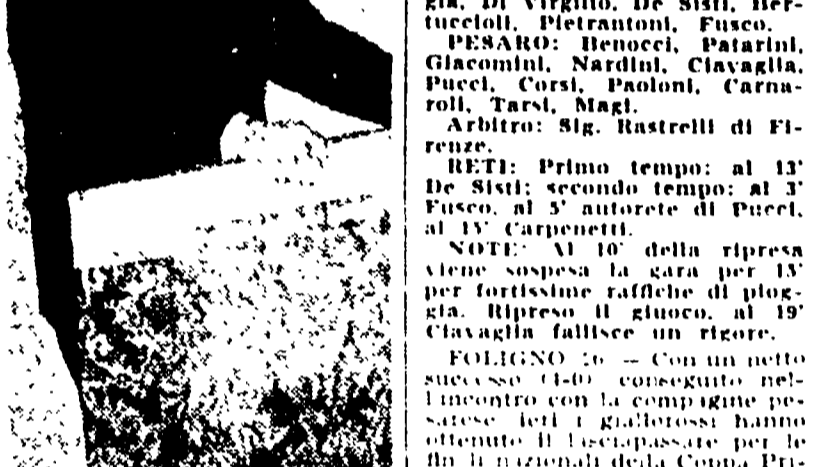 gia, Di Virgilio, De Sisti, Ber-
tuccioli, Pietrantoni, Fusco.
PESARO: Benocci, Patarini,
Giacomini, Nardini, Ciavaglia,
Pucci, Corsi, Paoloni, Carna-
roli, Tarsi, Magi.
Arbitro: Sig. Rastrelli di Fi-
renze.
RETI: Primo tempo: al 13'
De Sisti; secondo tempo: al 3'
Fusco, al 5' autorete di Pucci,
al 15' Carpenetti.
NOTE: Al 10' della ripresa
viene sospesa la gara per 15'
per fortissime raffiche di piog-
gia. Ripreso il giuoco, al 19'
Ciavaglia fallisce un rigore.
FOLIGNO 26 — Con un netto
successo (4-0) conseguito nel-
l'incontro con la compagine pe-
sarese ieri i giallorossi hanno
ottenuto il lasciapassare per le
finali nazionali della Coppa Pri-